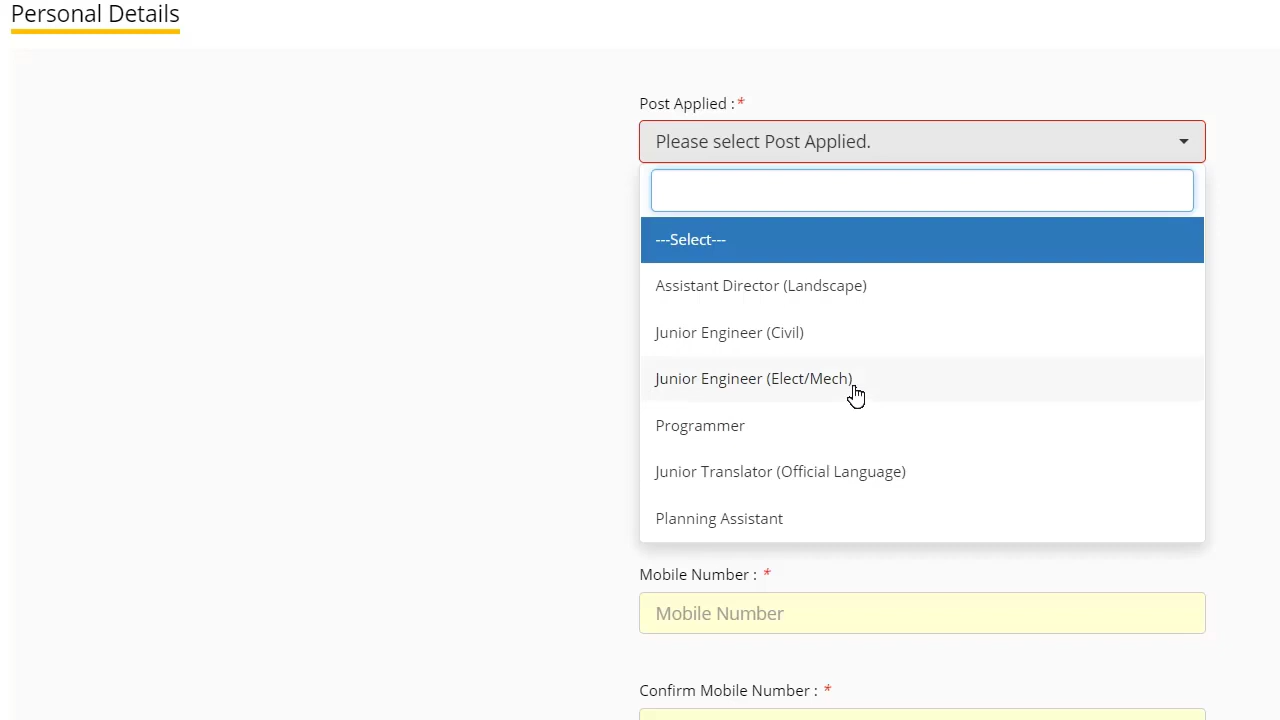 Personal Details
Post Applied :*
Please select Post Applied.
---Select---
Assistant Director (Landscape)
Junior Engineer (Civil)
Junior Engineer (Elect/Mech)
Programmer
Junior Translator (Official Language)
Planning Assistant
Mobile Number : *
Mobile Number
Confirm Mobile Number : *